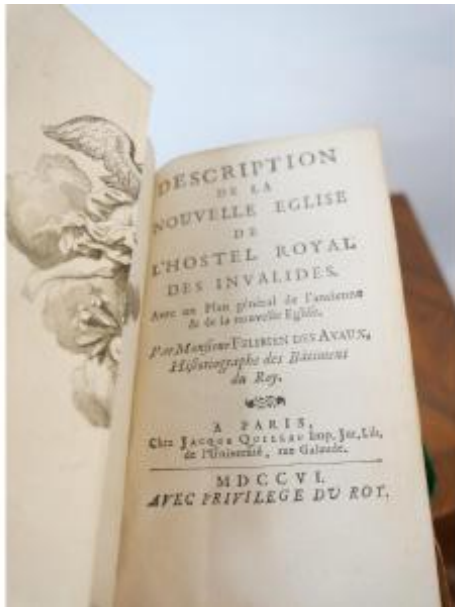 DESCRIPTION
DE LA
NOUVELLE EGLISE
DE
L'HOSTEL ROYAL
DES INVALIDES.
Avec un Plan général de l'ancienne
& de la nouvelle Eglise.
Par Monsieur FELIBIEN DES AVAUX,
Historiographe des Bâtimens
du Roy.
A PARIS,
Chez JACQUE QUILLAU Imp. Jur. Lib.
de l'Université, rue Galande.
MDCCVI.
AVEC PRIVILEGE DU ROY.